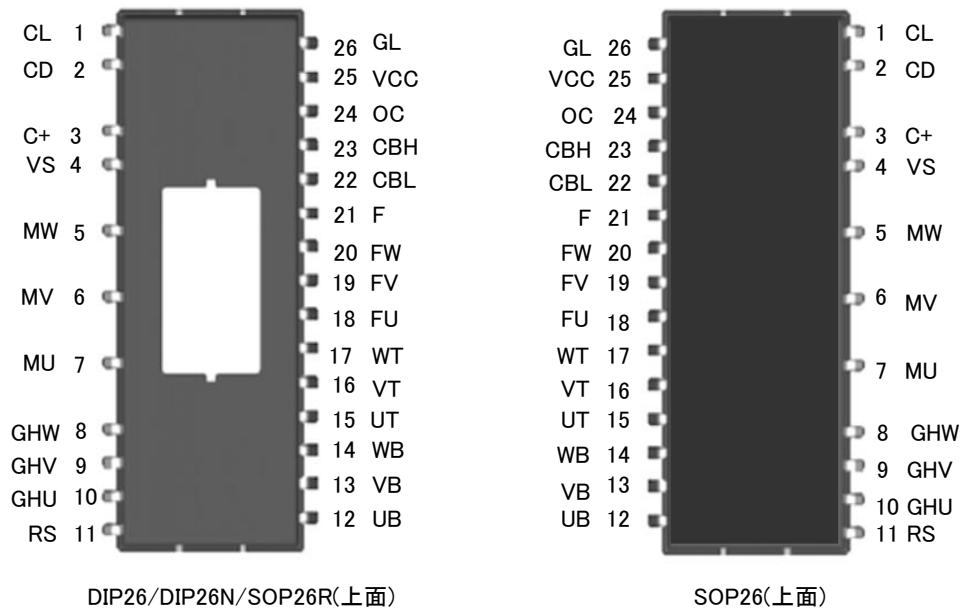 CL 1
CD 2
C+ 3
VS 4
MW 5
MV 6
MU 7
GHW 8
GHV 9
GHU 10
RS 11
26 GL
25 VCC
24 OC
23 CBH
22 CBL
21 F
20 FW
19 FV
18 FU
17 WT
16 VT
15 UT
14 WB
13 VB
12 UB
DIP26/DIP26N/SOP26R(上面)
GL 26
VCC 25
OC 24
CBH 23
CBL 22
F 21
FW 20
FV 19
FU 18
WT 17
VT 16
UT 15
WB 14
VB 13
UB 12
1 CL
2 CD
3 C+
4 VS
5 MW
6 MV
7 MU
8 GHW
9 GHV
10 GHU
11 RS
SOP26(上面)